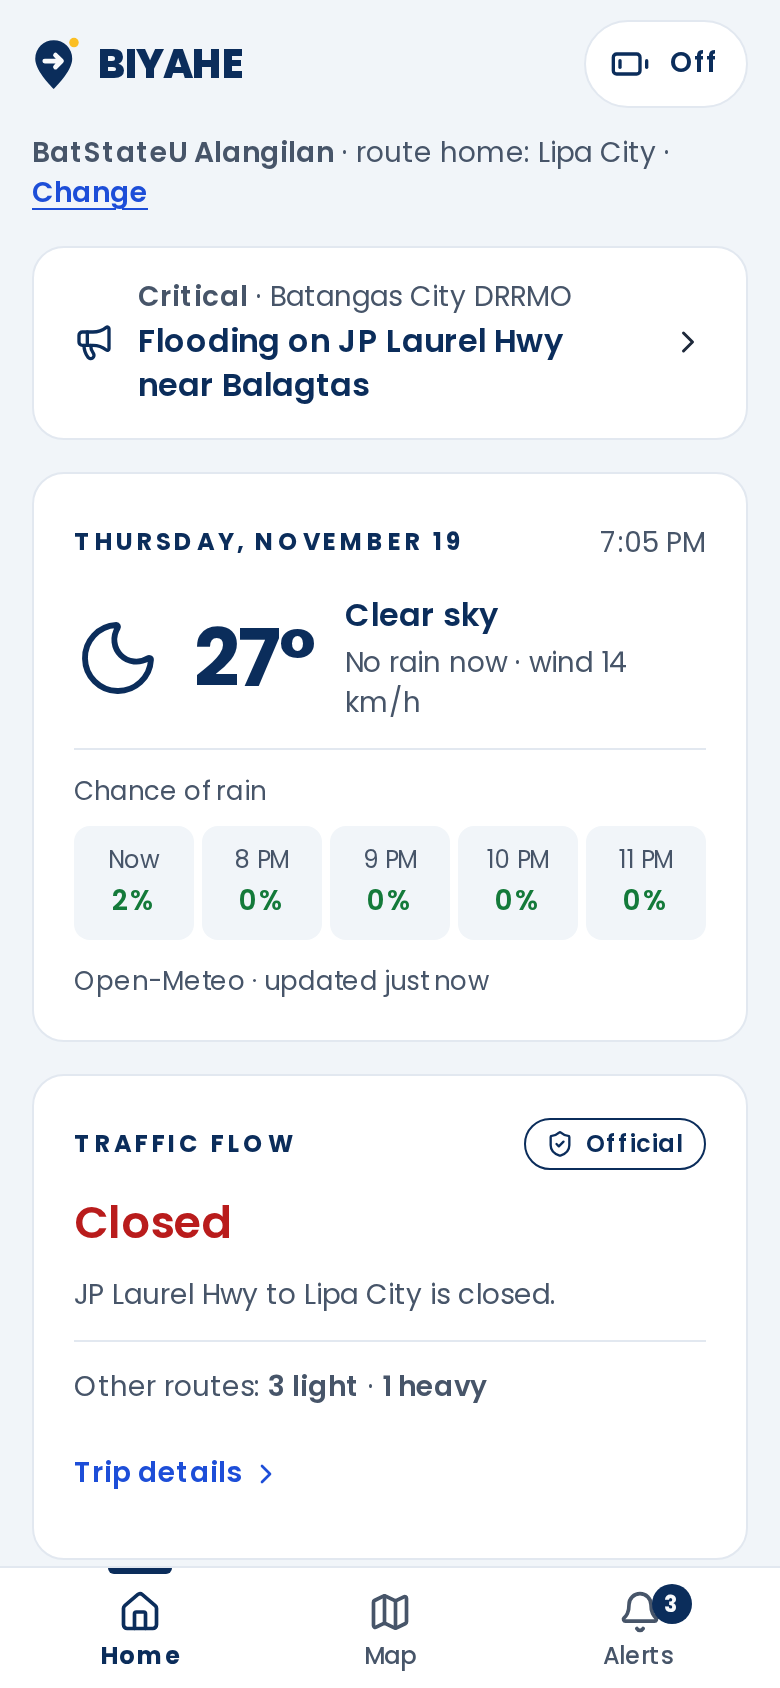 BIYAHE
Off
BatStateU Alangilan · route home: Lipa City ·
Change
Critical · Batangas City DRRMO
Flooding on JP Laurel Hwy
near Balagtas
THURSDAY, NOVEMBER 19
7:05 PM
27°
Clear sky
No rain now · wind 14
km/h
Chance of rain
Now
8 PM
9 PM
10 PM
11 PM
2%
0%
0%
0%
0%
Open-Meteo · updated just now
TRAFFIC FLOW
Official
Closed
JP Laurel Hwy to Lipa City is closed.
Other routes: 3 light · 1 heavy
Trip details
3
Home
Map
Alerts